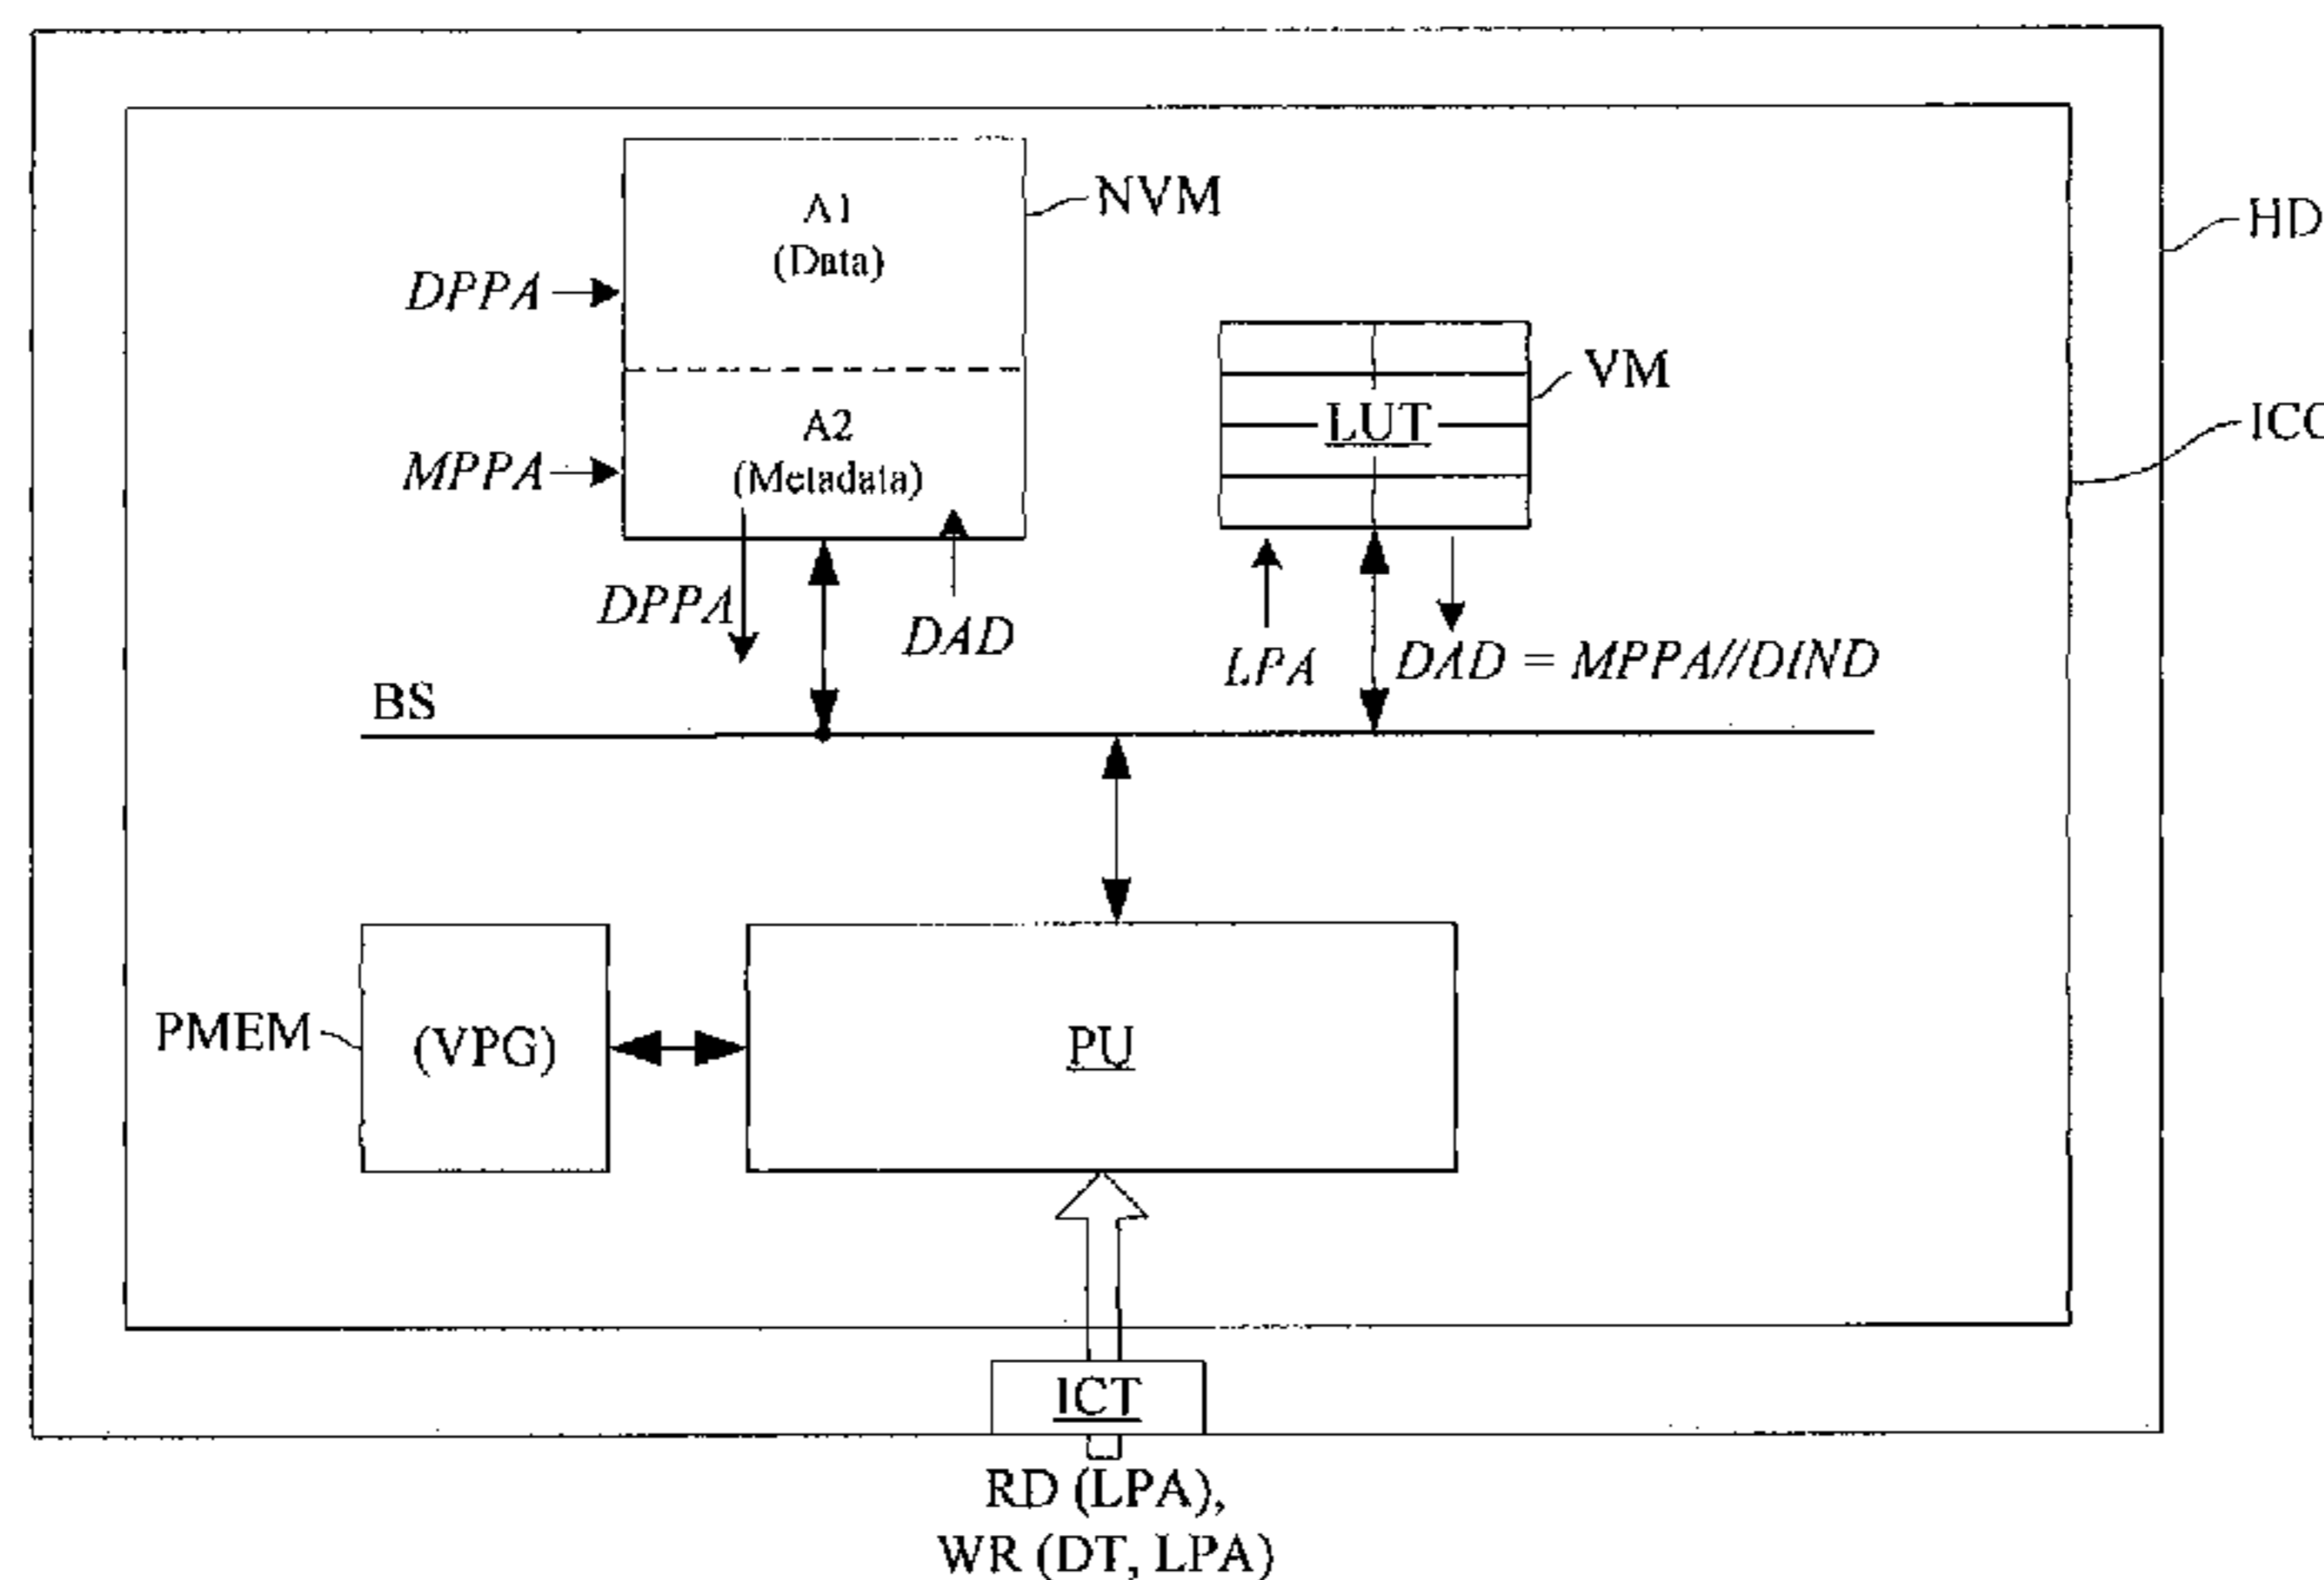 A1
(Data)
NVM
HD
DPPA
VM
A2
(Metadata)
LUT
MPPA
DPPA
DAD
LPA
DAD = MPPA//DIND
BS
PMEM
(VPG)
PU
ICT
RD (LPA),
WR (DT, LPA)